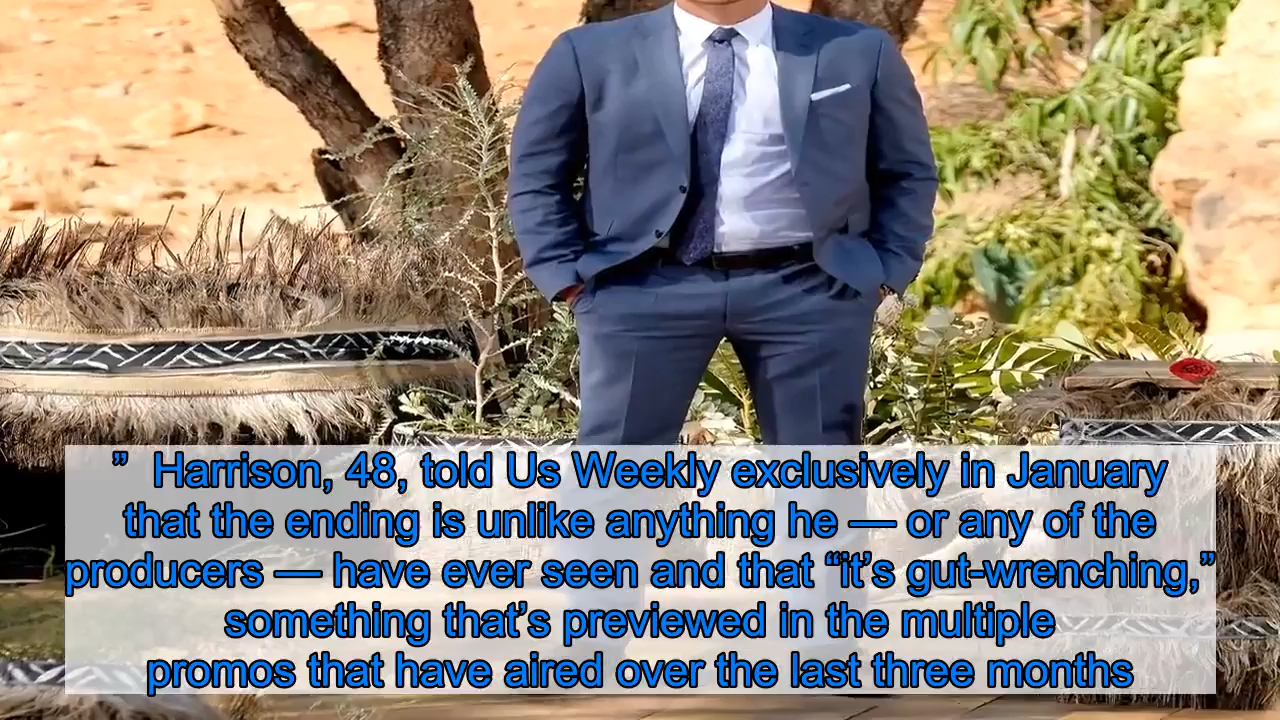 ”  Harrison, 48, told Us Weekly exclusively in January
that the ending is unlike anything he — or any of the
producers — have ever seen and that “it’s gut-wrenching,”
something that’s previewed in the multiple
promos that have aired over the last three months